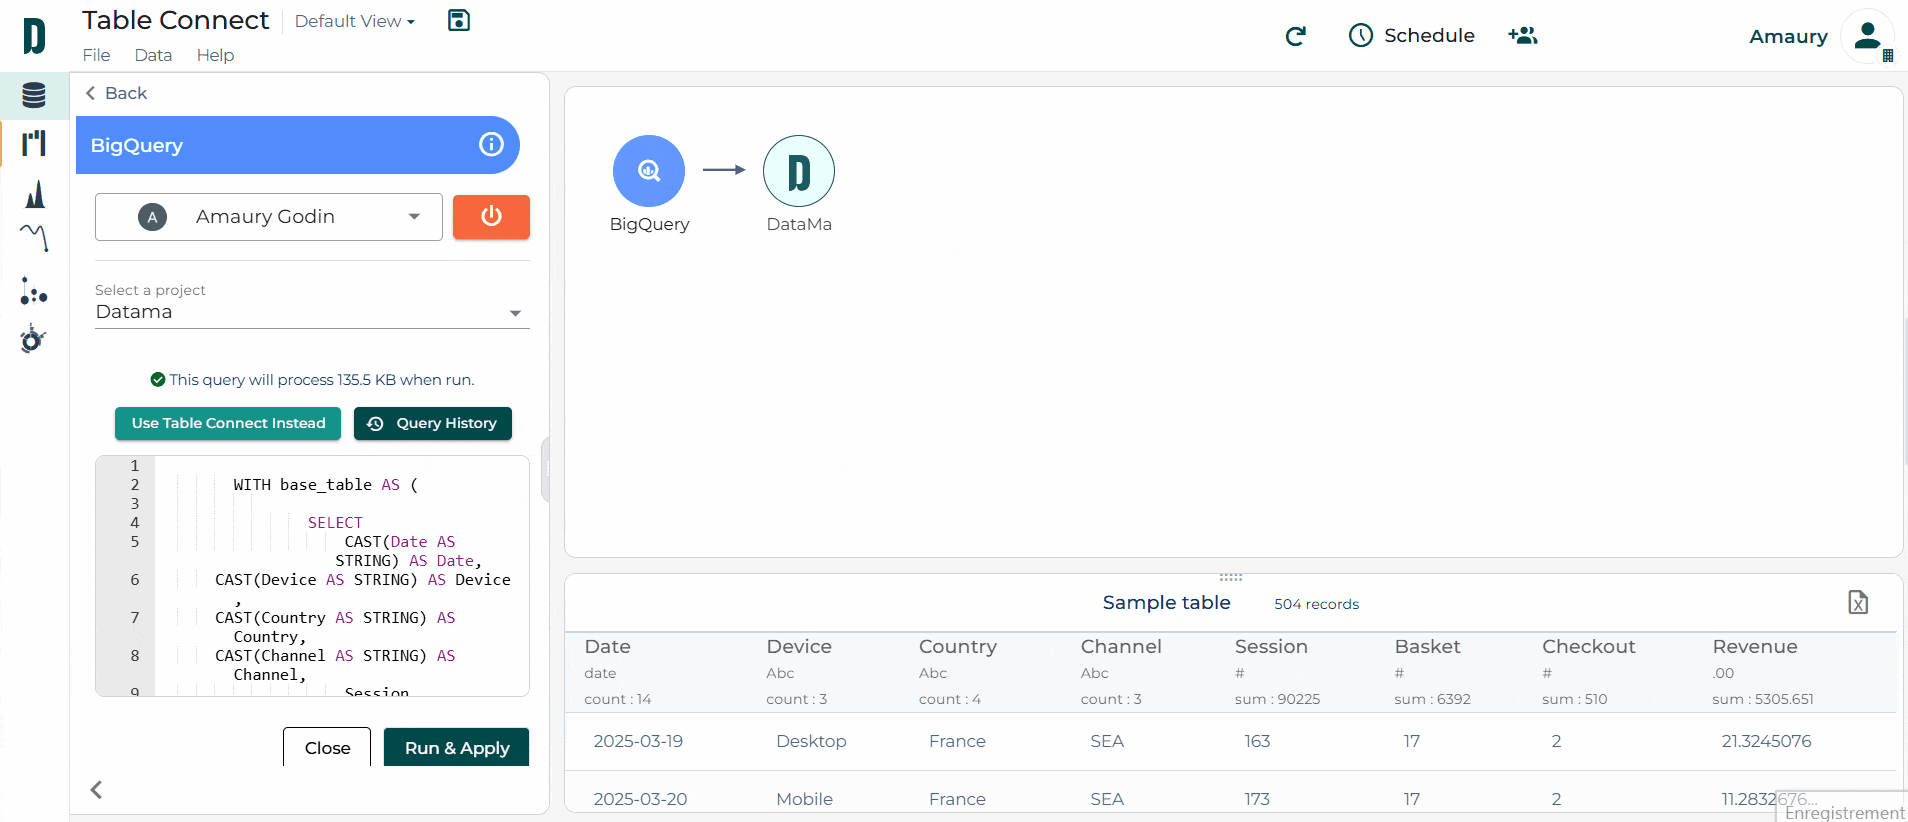 Table Connect
Default View
File Data Help
Schedule
Amaury
Back
BigQuery
A Amaury Godin
Select a project
Datama
This query will process 135.5 KB when run.
Use Table Connect Instead
Query History
1
2 WITH base_table AS (
3
4 SELECT
5 CAST(Date AS
STRING) AS Date,
6 CAST(Device AS STRING) AS Device
,
7 CAST(Country AS STRING) AS
Country,
8 CAST(Channel AS STRING) AS
Channel,
9 Session
Close
Run & Apply
BigQuery
DataMa
Sample table 504 records
Date Device Country Channel Session Basket Checkout Revenue
date Abc Abc Abc # # # .00
count : 14 count : 3 count : 4 count : 3 sum : 90225 sum : 6392 sum : 510 sum : 5305.651
2025-03-19 Desktop France SEA 163 17 2 21.3245076
2025-03-20 Mobile France SEA 173 17 2 11.2832676...
Enregistrement